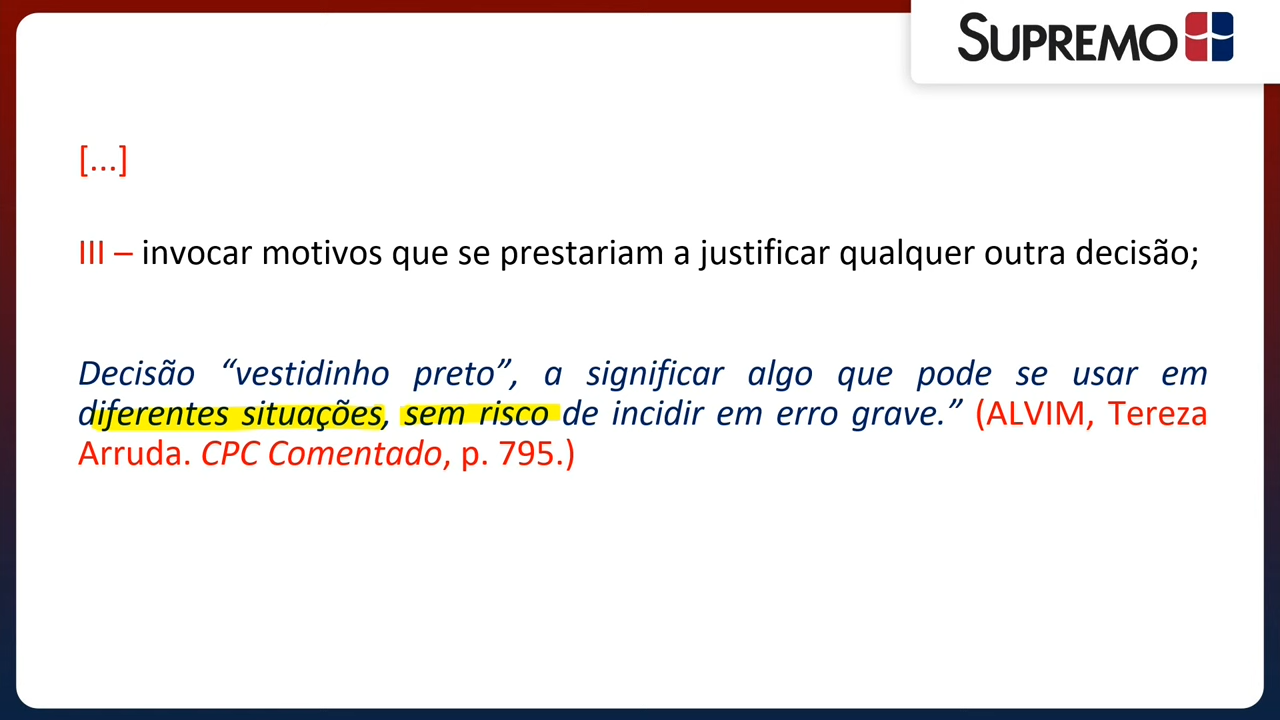 SUPREMO
[...]
III – invocar motivos que se prestariam a justificar qualquer outra decisão;
Decisão “vestidinho preto”, a significar algo que pode se usar em
diferentes situações, sem risco de incidir em erro grave.” (ALVIM, Tereza
Arruda. CPC Comentado, p. 795.)